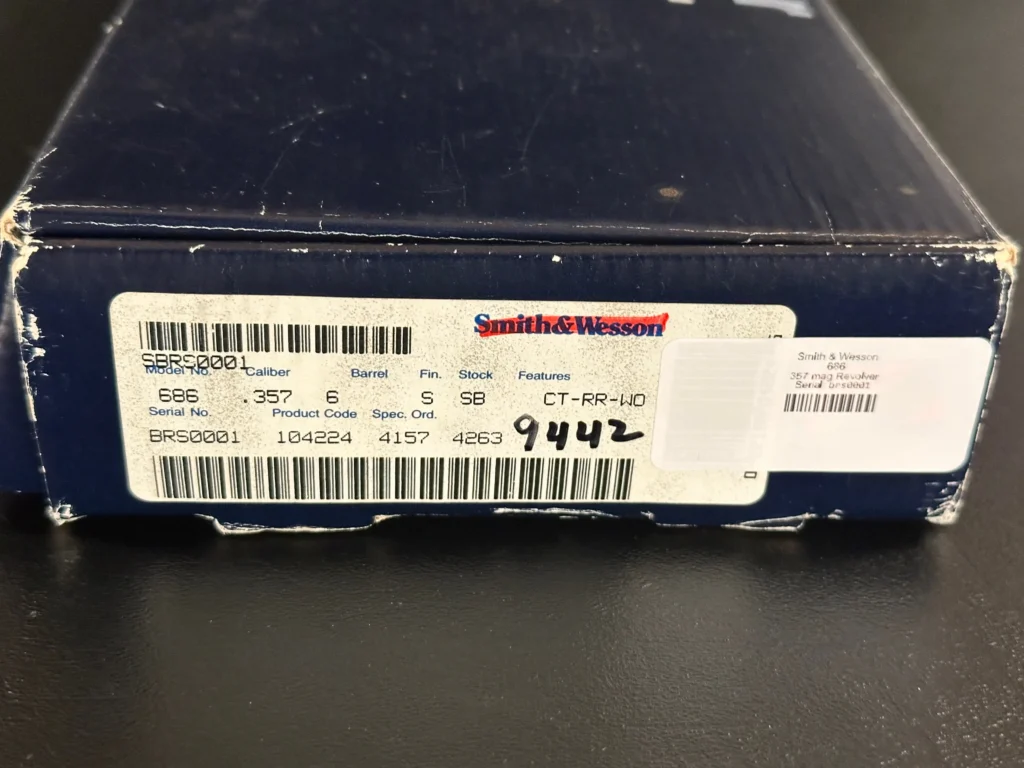 Smith&Wesson
SBRS0001
Model No. Caliber Barrel Fin. Stock Features
686 .357 6 S SB CT-RR-WO
Serial No. Product Code Spec. Ord.
BRS0001 104224 4157 4263 9442
Smith & Wesson
686
357 mag Revolver
Serial: brs0001